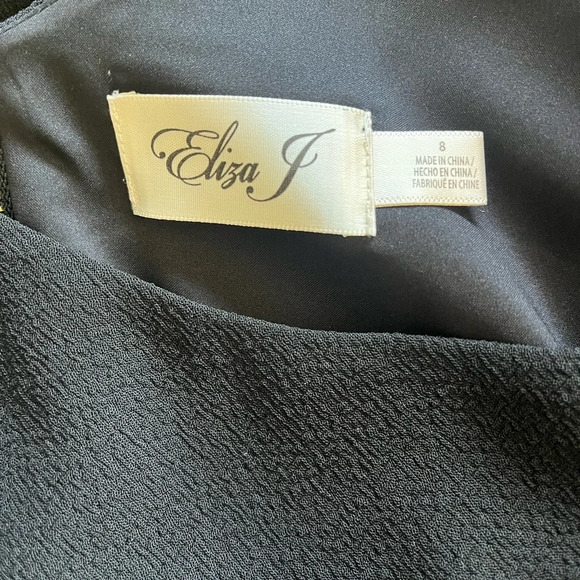 Eliza J
8
MADE IN CHINA/
HECHO EN CHINA/
FABRIQUÉ EN CHINE